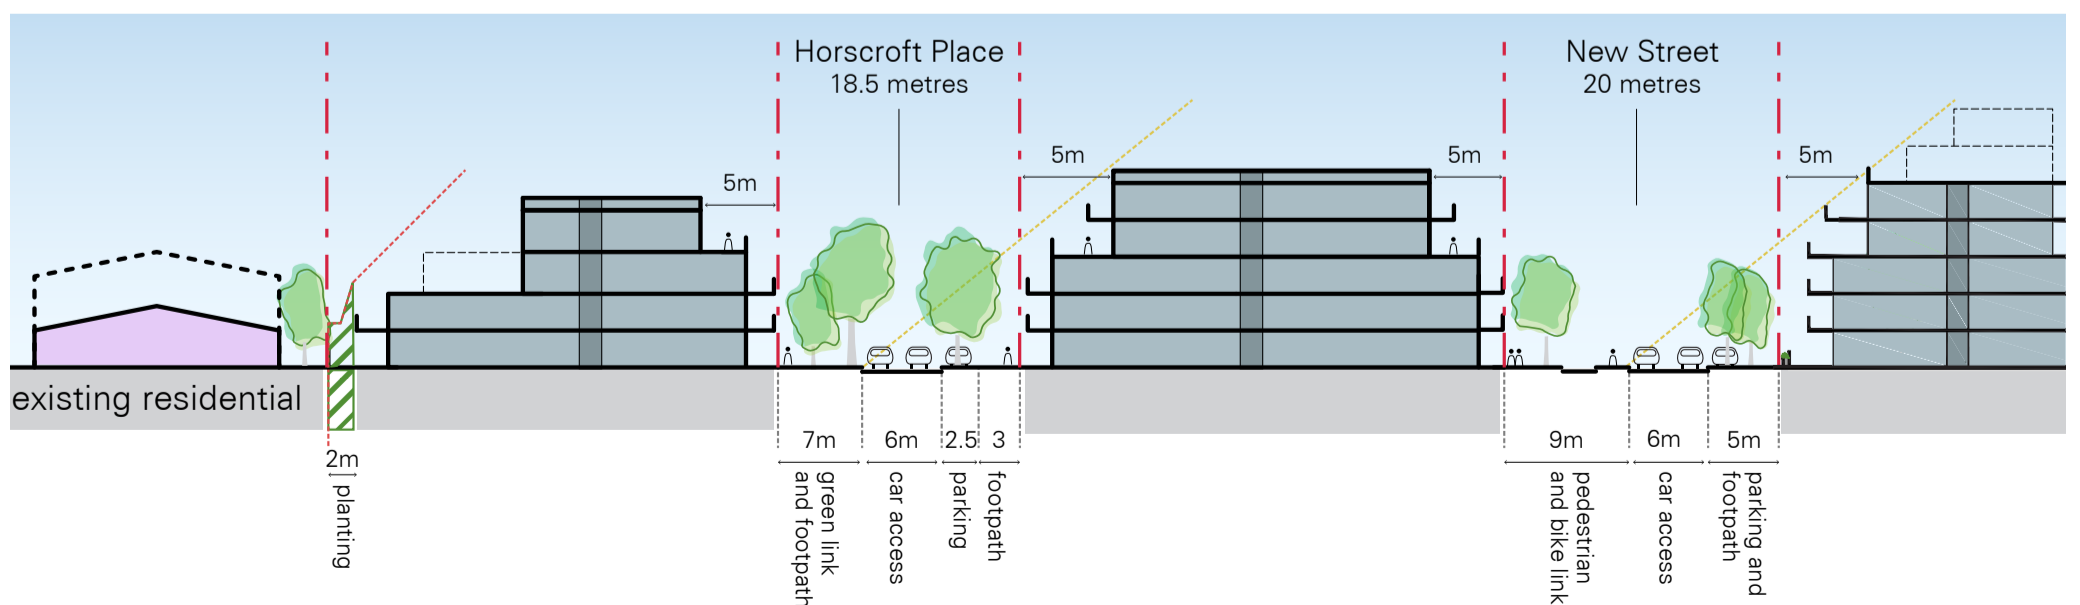 Horscroft Place
18.5 metres
New Street
20 metres
5m
5m
5m
5m
existing residential
2m
planting
7m
6m
2.5
3
green link
and footpath
car access
parking
footpath
9m
6m
5m
pedestrian
and bike link
car access
parking and
footpath